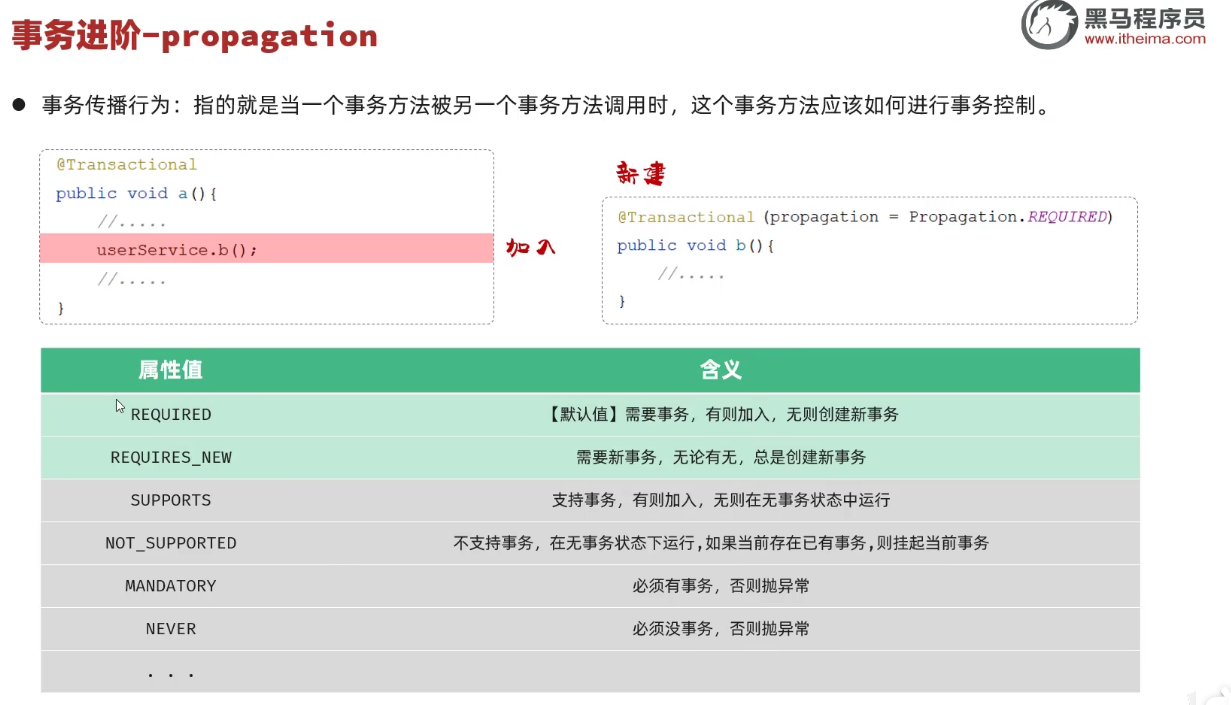 事务进阶-propagation
黑马程序员
www.itheima.com
● 事务传播行为：指的就是当一个事务方法被另一个事务方法调用时，这个事务方法应该如何进行事务控制。
@Transactional
public void a(){
//.....
userService.b();
//.....
}
加入
新建
@Transactional (propagation = Propagation.REQUIRED)
public void b(){
//.....
}
属性值 含义
REQUIRED 【默认值】需要事务，有则加入，无则创建新事务
REQUIRES_NEW 需要新事务，无论有无，总是创建新事务
SUPPORTS 支持事务，有则加入，无则在无事务状态中运行
NOT_SUPPORTED 不支持事务，在无事务状态下运行,如果当前存在已有事务,则挂起当前事务
MANDATORY 必须有事务，否则抛异常
NEVER 必须没事务，否则抛异常
. . .